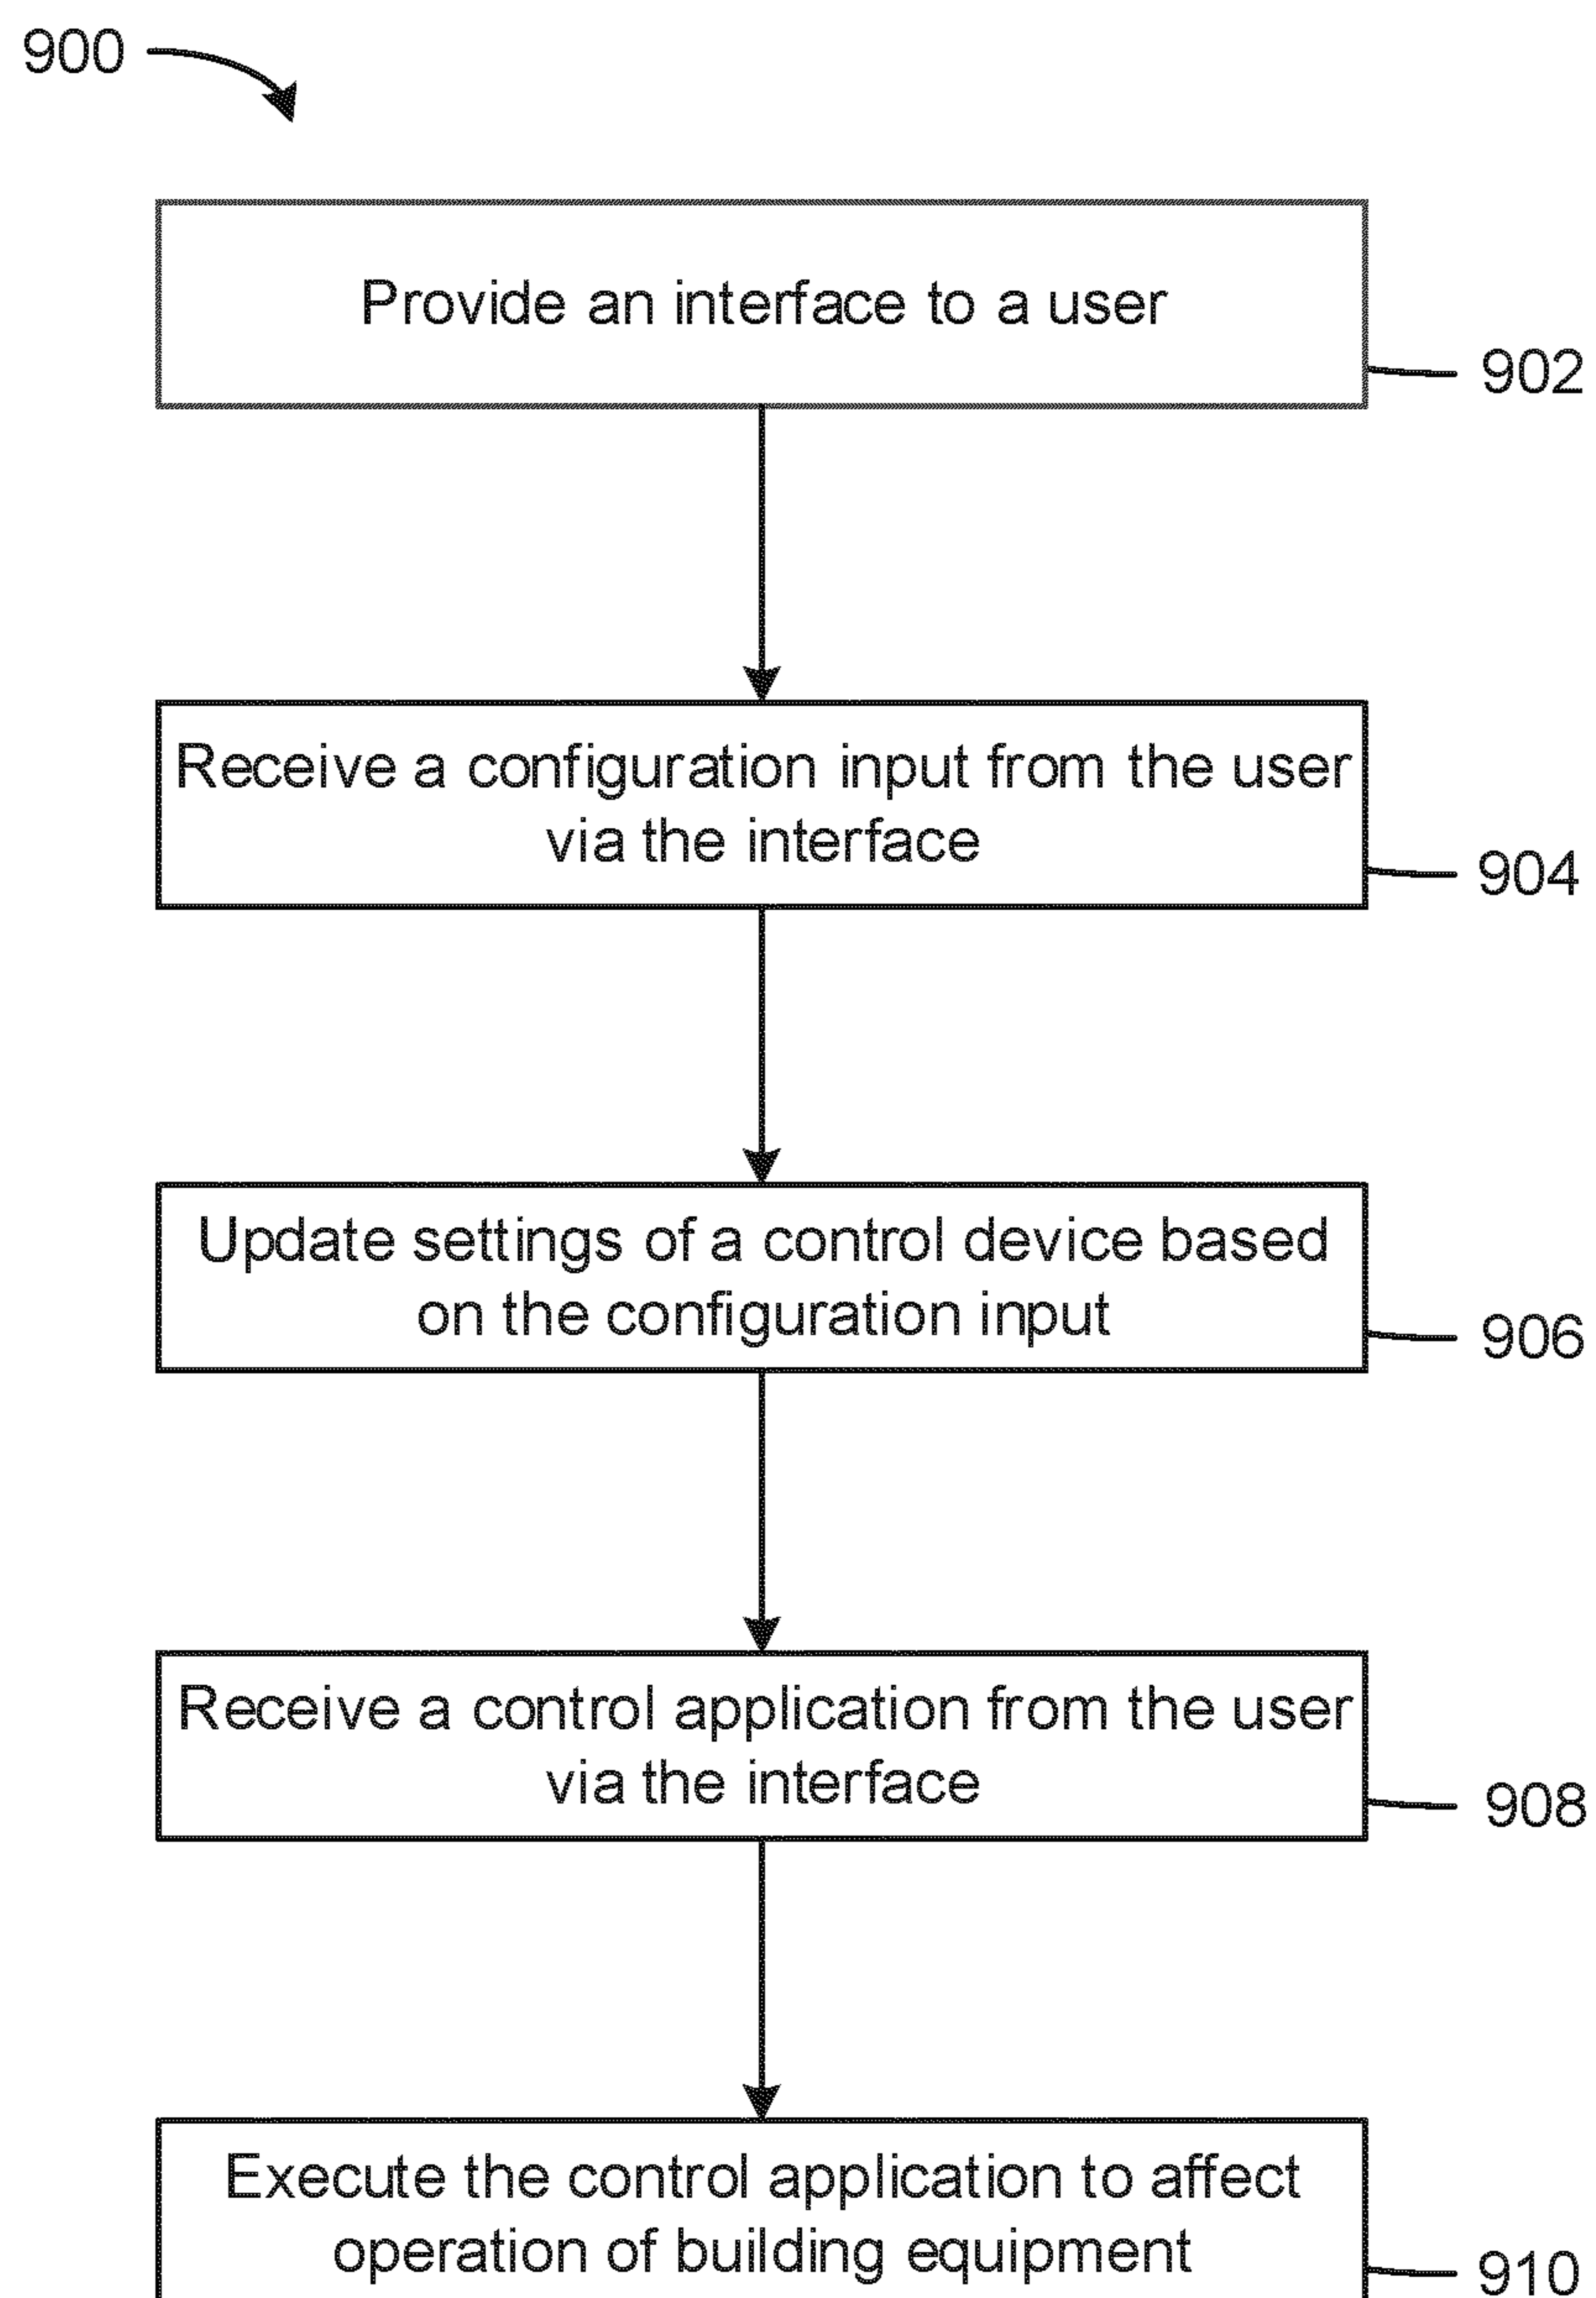 900
Provide an interface to a user
902
Receive a configuration input from the user
via the interface
904
Update settings of a control device based
on the configuration input
906
Receive a control application from the user
via the interface
908
Execute the control application to affect
operation of building equipment
910